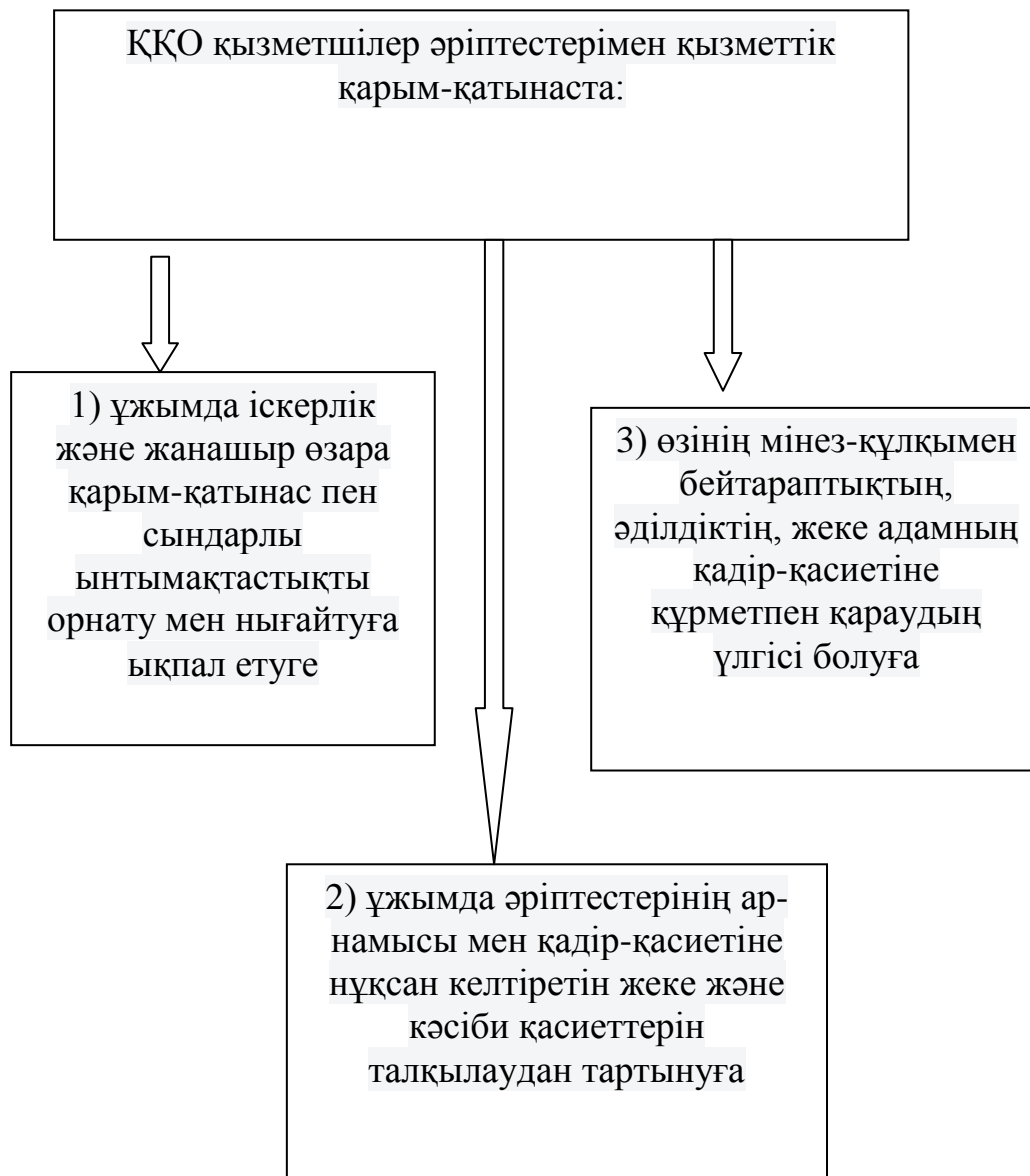 ҚҚО қызметшілер әріптестерімен қызметтік
қарым-қатынаста:
1) ұжымда іскерлік
және жанашыр өзара
қарым-қатынас пен
сындарлы
ынтымақтастықты
орнату мен нығайтуға
ықпал етуге
3) өзінің мінез-құлқымен
бейтараптықтың,
әділдіктің, жеке адамның
қадір-қасиетіне
құрметпен қараудың
үлгісі болуға
2) ұжымда әріптестерінің ар-
намысы мен қадір-қасиетіне
нұқсан келтіретін жеке және
кәсіби қасиеттерін
талқылаудан тартынуға